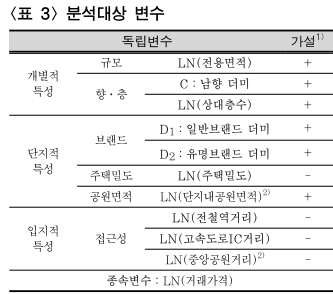 〈표 3〉 분석대상 변수
독립변수 가설1)
개별적 특성 규모 LN(전용면적) +
향·층 C : 남향 더미 +
LN(상대층수) +
단지적 특성 브랜드 D1 : 일반브랜드 더미 +
D2 : 유명브랜드 더미 +
주택밀도 LN(주택밀도) -
공원면적 LN(단지내공원면적)2) +
입지적 특성 접근성 LN(전철역거리) -
LN(고속도로IC거리) -
LN(중앙공원거리)2) -
종속변수 : LN(거래가격)